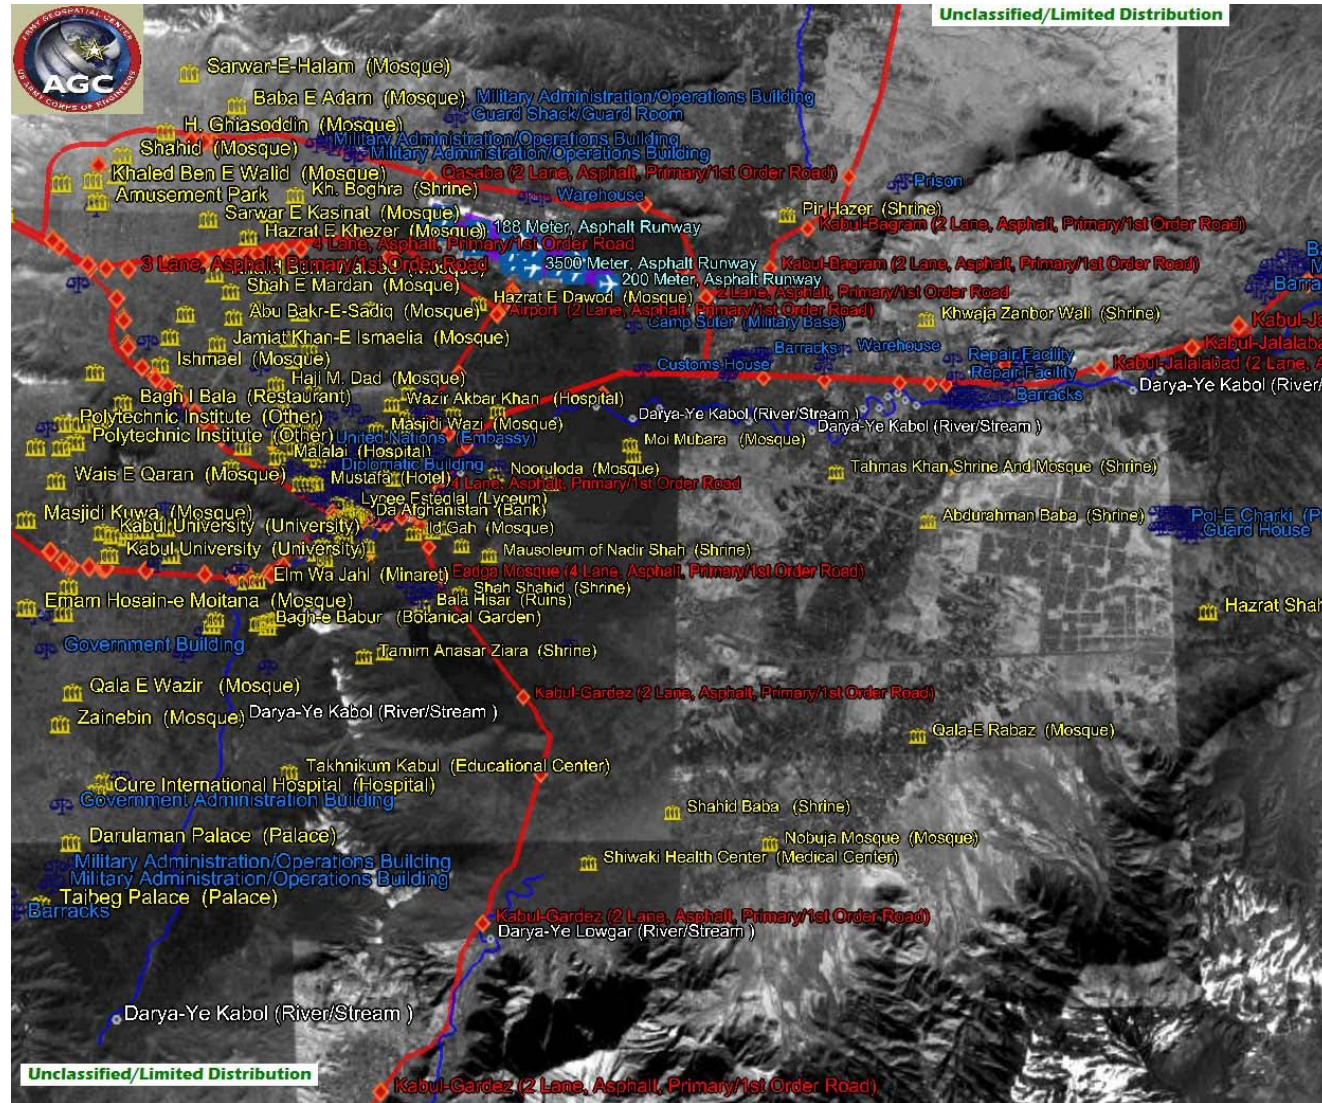 Unclassified/Limited Distribution
ARMY GEOSPATIAL CENTER
AGC
US ARMY CORPS OF ENGINEERS
Sarwar-E-Halam (Mosque)
Baba E Adam (Mosque)
Military Administration/Operations Building
Guard Shack/Guard Room
H. Ghiasoddin (Mosque)
Military Administration/Operations Building
Shahid (Mosque)
Military Administration/Operations Building
Khaled Ben E Walid (Mosque)
Qasaba (2 Lane, Asphalt, Primary/1st Order Road)
Prison
Amusement Park
Kh. Boghra (Shrine)
Warehouse
Sarwar E Kasinat (Mosque)
Pir Hazer (Shrine)
Hazrat E Khezer (Mosque)
188 Meter, Asphalt Runway
Kabul-Bagram (2 Lane, Asphalt, Primary/1st Order Road)
4 Lane, Asphalt, Primary/1st Order Road
3 Lane, Asphalt, Primary/1st Order Road
3500 Meter, Asphalt Runway
Kabul-Bagram (2 Lane, Asphalt, Primary/1st Order Road)
200 Meter, Asphalt Runway
Shah E Mardan (Mosque)
Hazrat E Dawod (Mosque)
2 Lane, Asphalt, Primary/1st Order Road
Barra
Abu Bakr-E-Sadiq (Mosque)
Airport (2 Lane, Asphalt, Primary/1st Order Road)
Khwaja Zanbor Wali (Shrine)
Kabul-Ja
Camp Suter (Military Base)
Jamiat Khan-E Ismaelia (Mosque)
Kabul-Jalalaba
Ishmael (Mosque)
Customs House
Barracks
Warehouse
Repair Facility
Kabul-Jalalabad (2 Lane, A
Repair Facility
Haji M. Dad (Mosque)
Darya-Ye Kabol (River/
Bagh I Bala (Restaurant)
Wazir Akbar Khan (Hospital)
Barracks
Polytechnic Institute (Other)
Masjidi Wazi (Mosque)
Darya-Ye Kabol (River/Stream )
Darya-Ye Kabol (River/Stream )
Polytechnic Institute (Other)
United Nations (Embassy)
Moi Mubara (Mosque)
Malalai (Hospital)
Diplomatic Building
Nooruloda (Mosque)
Tahmas Khan Shrine And Mosque (Shrine)
Wais E Qaran (Mosque)
Mustafa (Hotel)
4 Lane, Asphalt, Primary/1st Order Road
Lycee Esteqlal (Lyceum)
Masjidi Kuwa (Mosque)
Da Afghanistan (Bank)
Abdurahman Baba (Shrine)
Pol-E Charki (P
Kabul University (University)
Id Gah (Mosque)
Guard House
Kabul University (University)
Mausoleum of Nadir Shah (Shrine)
Elm Wa Jahl (Minaret)
Eadga Mosque (4 Lane, Asphalt, Primary/1st Order Road)
Shah Shahid (Shrine)
Emam Hosain-e Moitana (Mosque)
Bala Hisar (Ruins)
Hazrat Shah
Bagh-e Babur (Botanical Garden)
Government Building
Tamim Anasar Ziara (Shrine)
Qala E Wazir (Mosque)
Kabul-Gardez (2 Lane, Asphalt, Primary/1st Order Road)
Zainebin (Mosque)
Darya-Ye Kabol (River/Stream )
Qala-E Rabaz (Mosque)
Takhnikum Kabul (Educational Center)
Cure International Hospital (Hospital)
Government Administration Building
Shahid Baba (Shrine)
Darulaman Palace (Palace)
Nobuja Mosque (Mosque)
Military Administration/Operations Building
Shiwaki Health Center (Medical Center)
Military Administration/Operations Building
Tajbeg Palace (Palace)
Barracks
Kabul-Gardez (2 Lane, Asphalt, Primary/1st Order Road)
Darya-Ye Lowgar (River/Stream )
Darya-Ye Kabol (River/Stream )
Unclassified/Limited Distribution
Kabul-Gardez (2 Lane, Asphalt, Primary/1st Order Road)